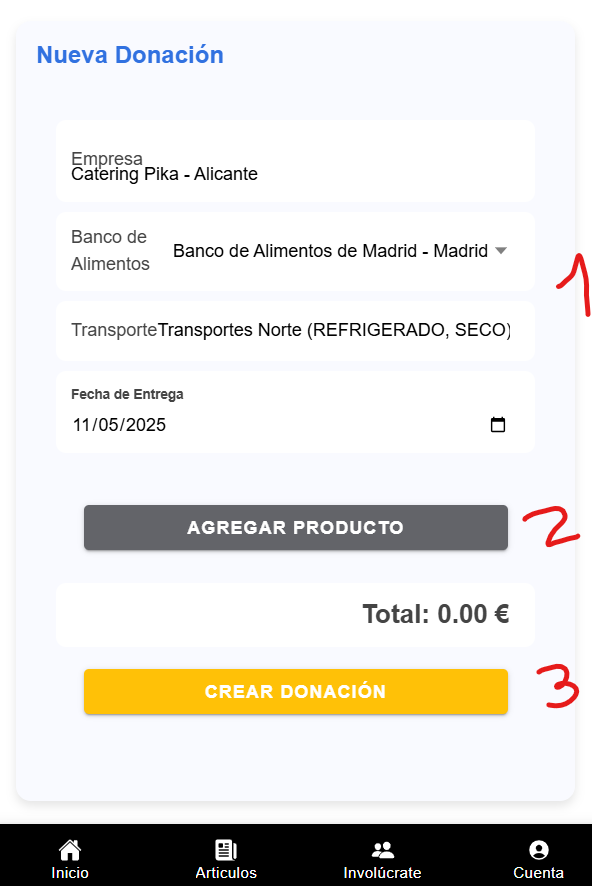 Nueva Donación
Empresa
Catering Pika - Alicante
Banco de
Alimentos
Banco de Alimentos de Madrid - Madrid
1
TransporteTransportes Norte (REFRIGERADO, SECO)
Fecha de Entrega
11/05/2025
AGREGAR PRODUCTO
2
Total: 0.00 €
CREAR DONACIÓN
3
Inicio
Articulos
Involúcrate
Cuenta